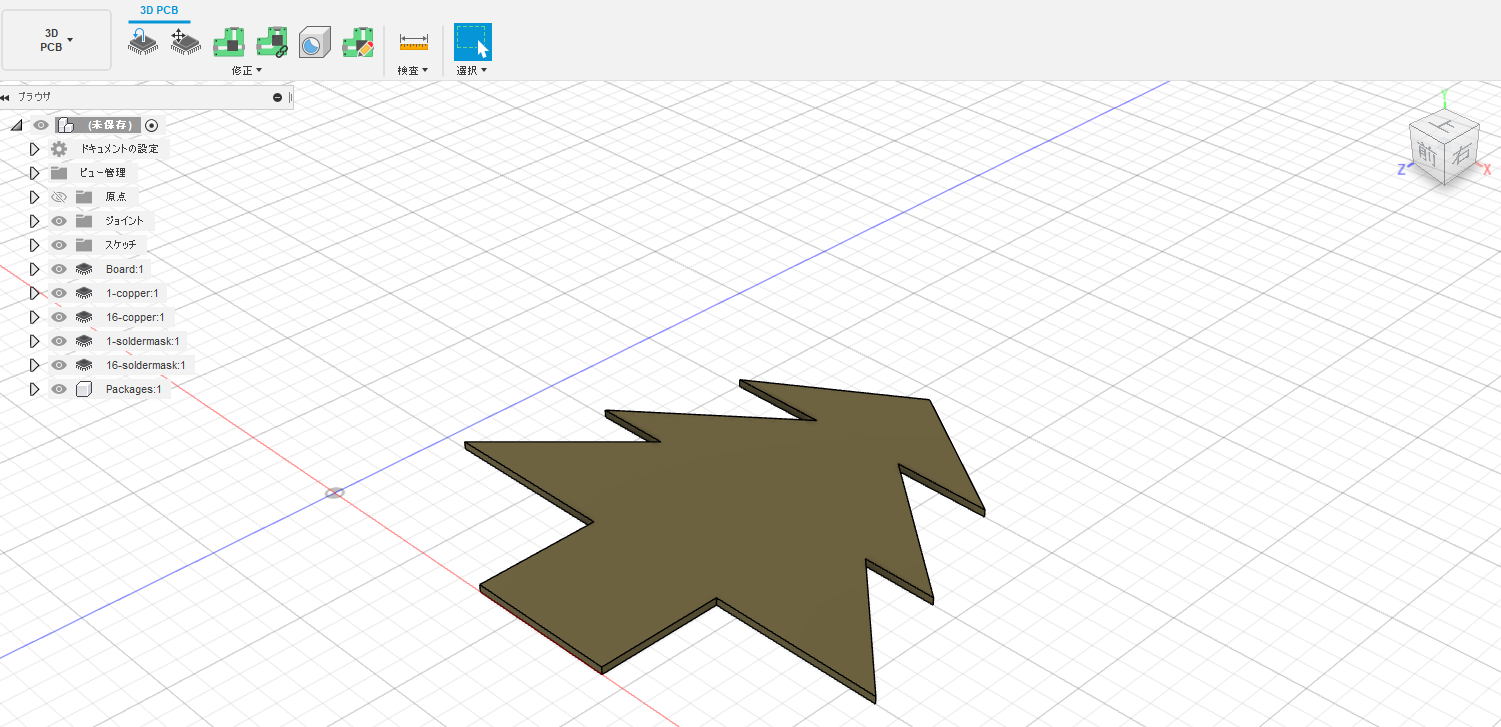 3D PCB
3D
PCB
修正
検査
選択
ブラウザ
(未保存)
ドキュメントの設定
ビュー管理
原点
ジョイント
スケッチ
Board:1
1-copper:1
16-copper:1
1-soldermask:1
16-soldermask:1
Packages:1
Y
上
前
右
Z
X